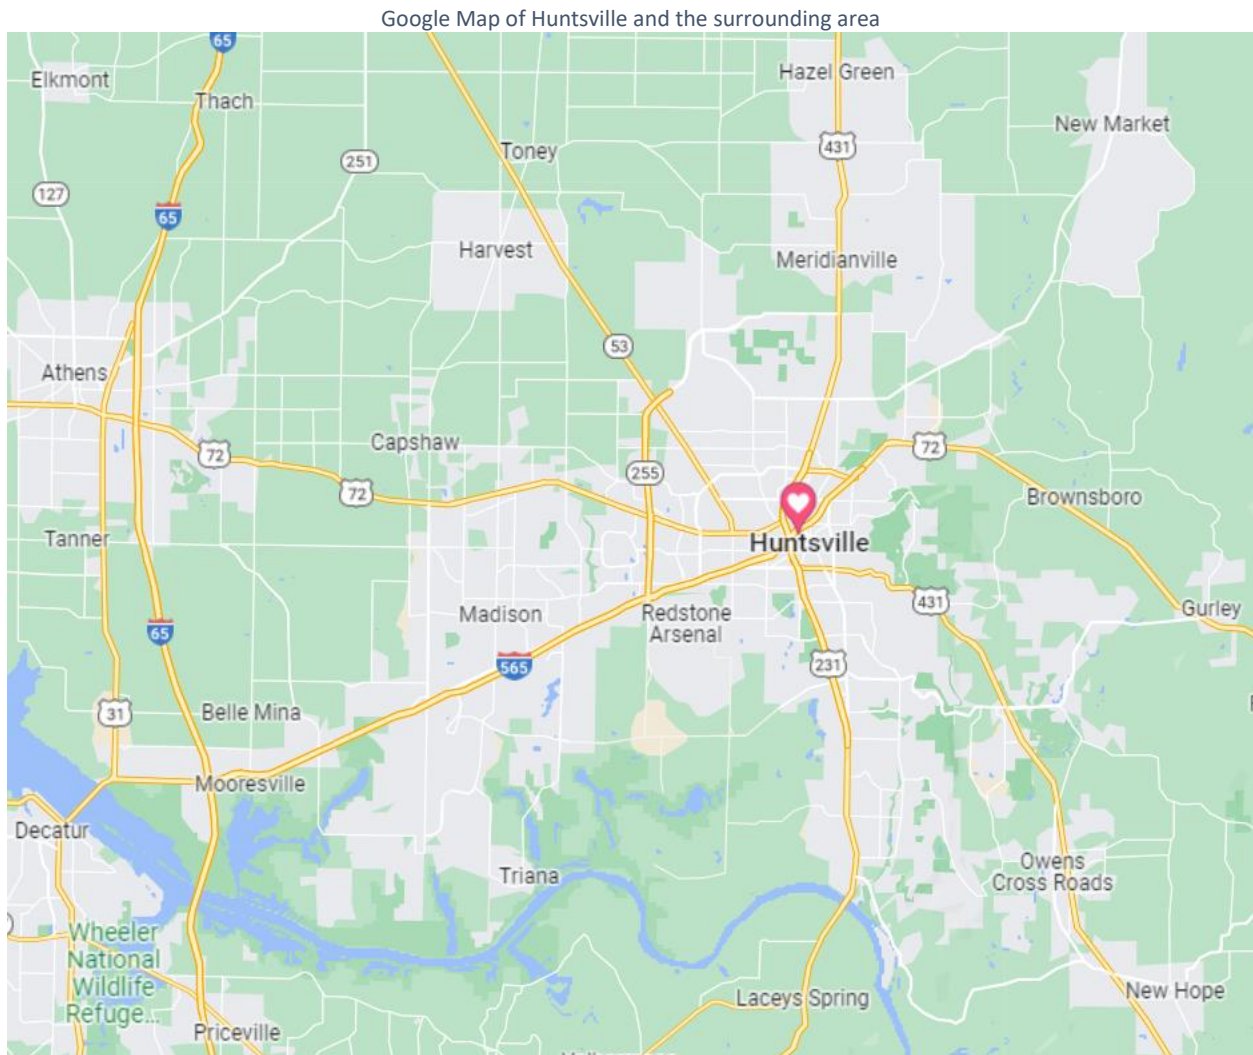 Google Map of Huntsville and the surrounding area
65
Elkmont
Thach
Hazel Green
New Market
Toney
431
251
127
65
Harvest
Meridianville
53
Athens
Capshaw
72
72
255
72
Brownsboro
Tanner
Huntsville
Madison
Redstone
Arsenal
431
Gurley
65
565
231
31
Belle Mina
Mooresville
Decatur
Triana
Owens
Cross Roads
Wheeler
National
Wildlife
Refuge...
Laceys Spring
New Hope
Priceville